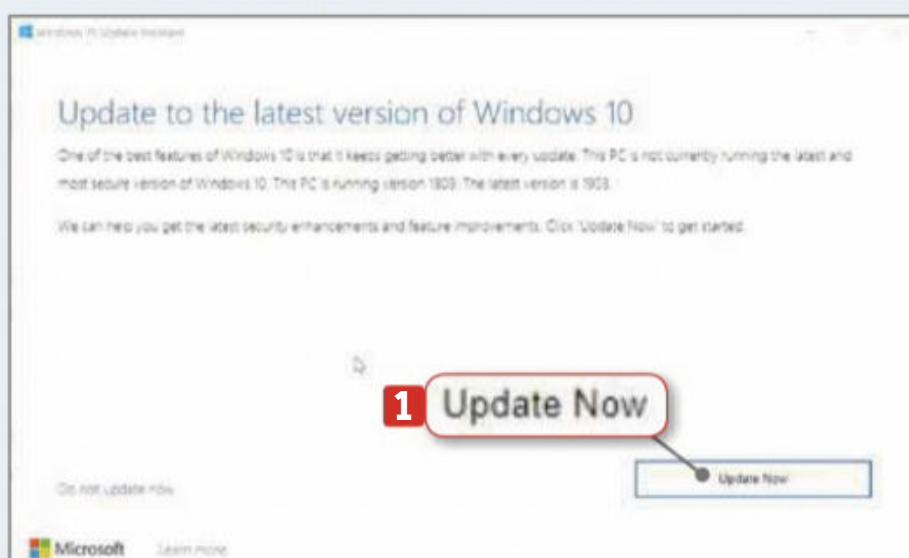 Windows 10 Update Assistant
Update to the latest version of Windows 10
One of the best features of Windows 10 is that it keeps getting better with every update. This PC is not currently running the latest and
most secure version of Windows 10. This PC is running version The latest version is 1903.
We can help you get the latest security enhancements and feature improvements. Click 'Update Now' to get started.
1 Update Now
Update Now
Do not update now
Microsoft Learn more